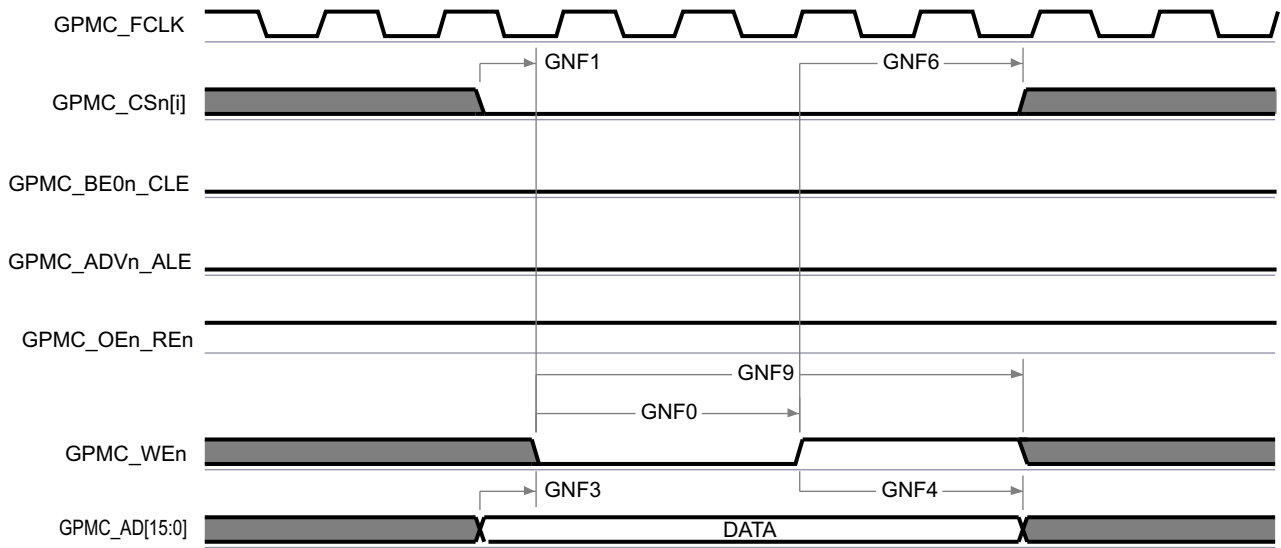 GPMC_FCLK
GNF1
GNF6
GPMC_CSn[i]
GPMC_BE0n_CLE
GPMC_ADVn_ALE
GPMC_OEn_REn
GNF9
GNF0
GPMC_WEn
GNF3
GNF4
GPMC_AD[15:0]
DATA